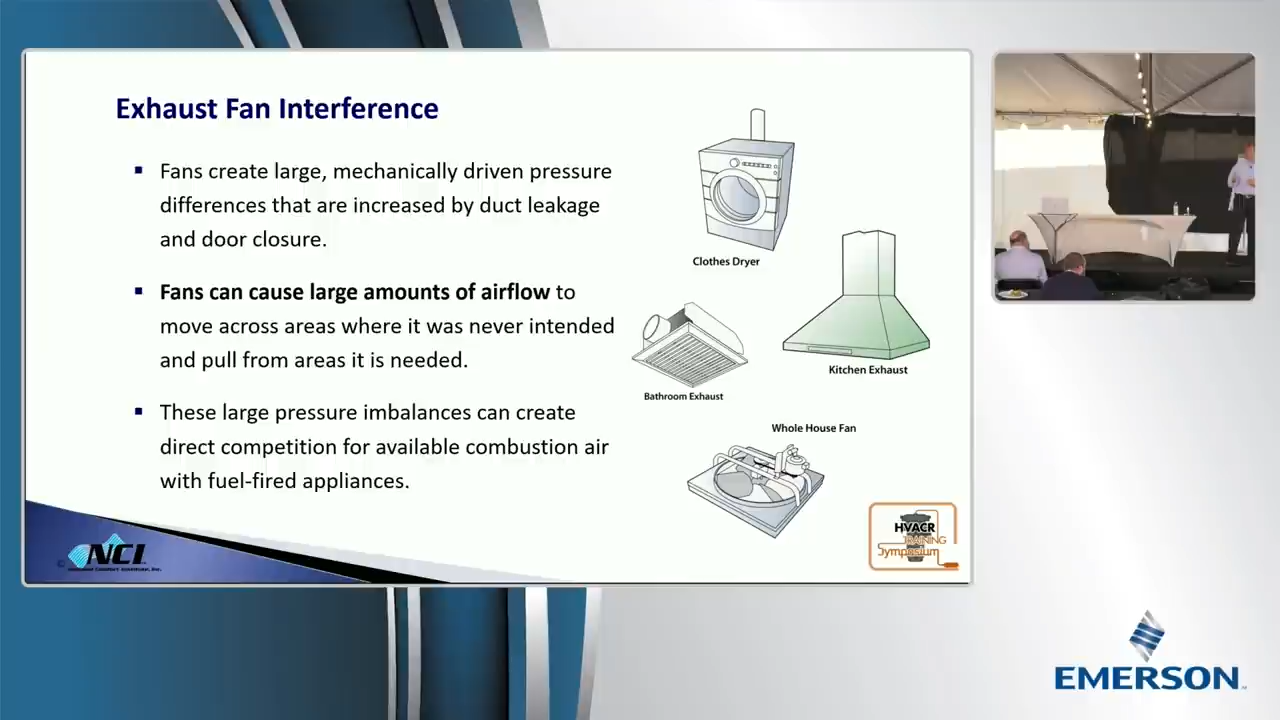 Exhaust Fan Interference
▪ Fans create large, mechanically driven pressure
differences that are increased by duct leakage
and door closure.
▪ Fans can cause large amounts of airflow to
move across areas where it was never intended
and pull from areas it is needed.
▪ These large pressure imbalances can create
direct competition for available combustion air
with fuel-fired appliances.
Clothes Dryer
Kitchen Exhaust
Bathroom Exhaust
Whole House Fan
© NCI
HVACR
TRAINING
Symposium
EMERSON